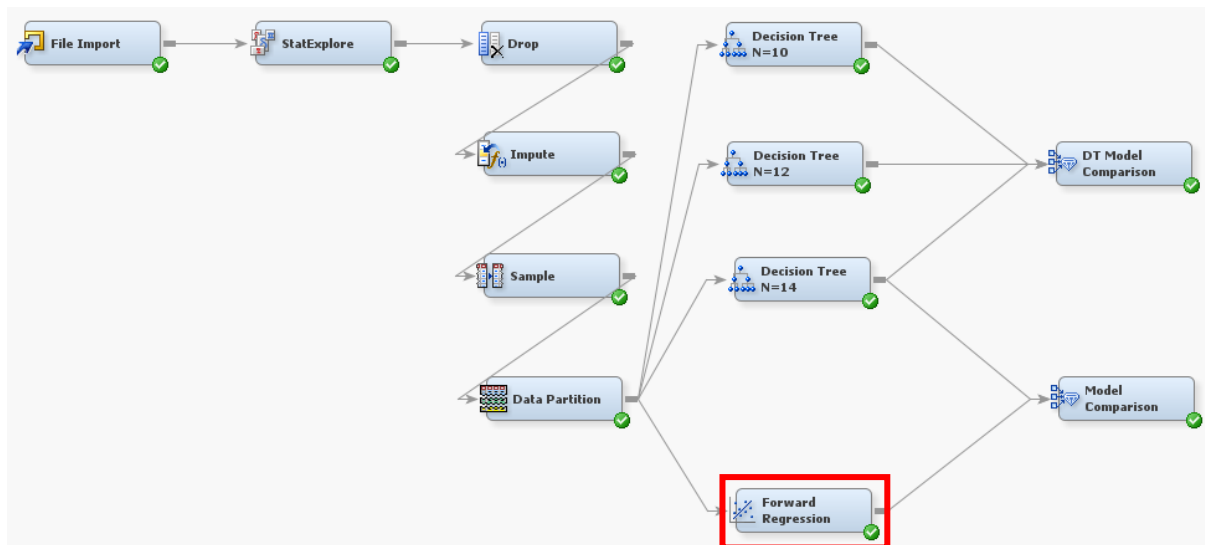 File Import
StatExplore
Drop
Impute
Sample
Data Partition
Decision Tree
N=10
Decision Tree
N=12
Decision Tree
N=14
Forward
Regression
DT Model
Comparison
Model
Comparison